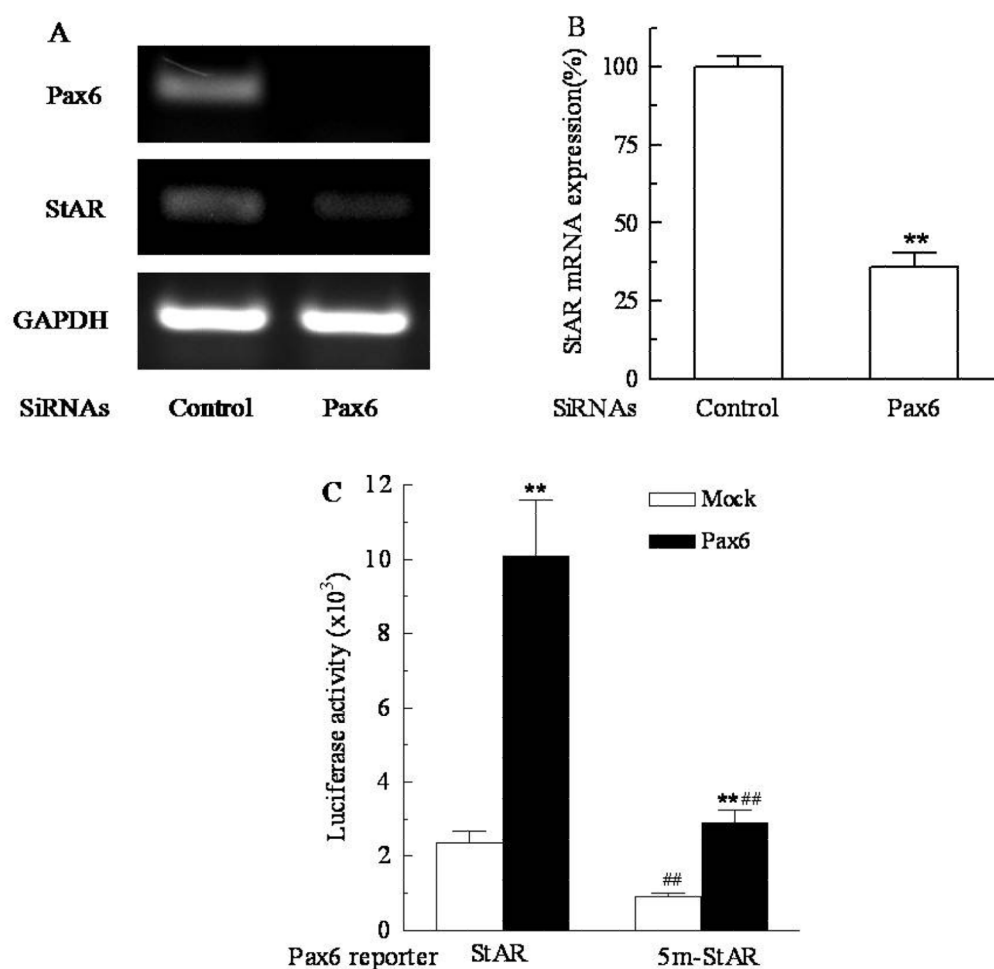 A
Pax6
StAR
GAPDH
SiRNAs Control Pax6
B
StAR mRNA expression(%)
100
75
50
25
0
**
SiRNAs Control Pax6
C
Luciferase activity (x10³)
12
10
8
6
4
2
0
**
**##
##
Mock
Pax6
Pax6 reporter StAR 5m-StAR